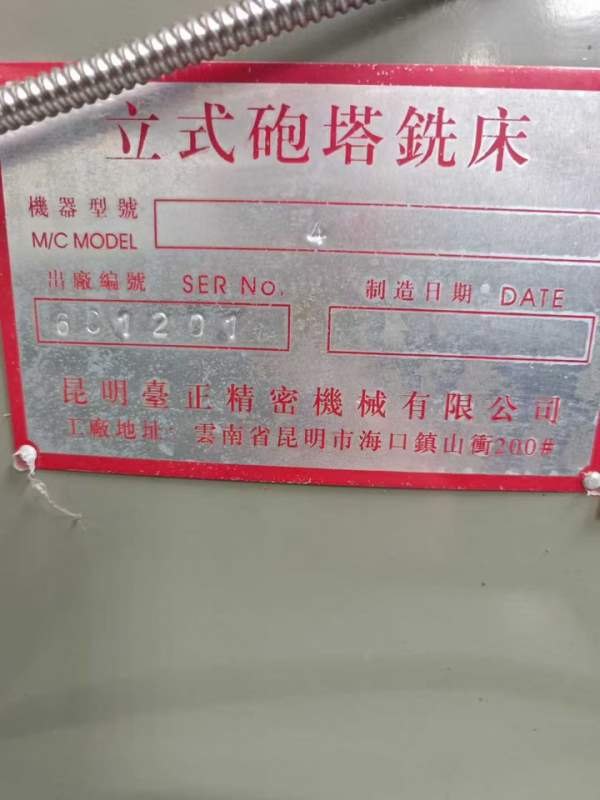 立式砲塔銑床
機器型號
M/C MODEL
出廠編號 SER No.
制造日期 DATE
601201
昆明臺正精密機械有限公司
工廠地址: 雲南省昆明市海口鎮山衝200#